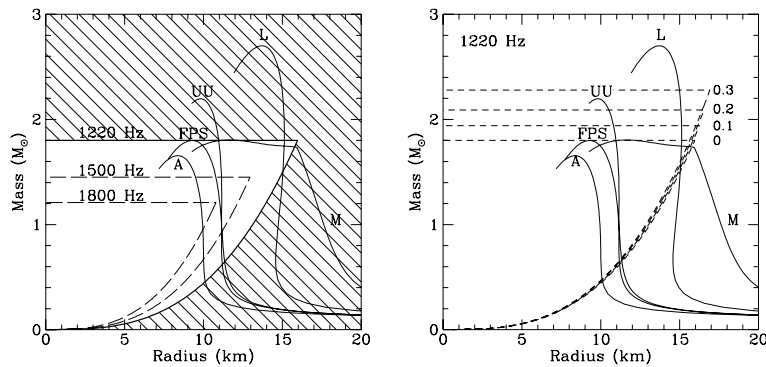 3
2
1
0
Mass (M⊙)
0
5
10
15
20
Radius (km)
L
UU
1220 Hz
FPS
1500 Hz
A
1800 Hz
M
3
2
1
0
Mass (M⊙)
0
5
10
15
20
Radius (km)
1220 Hz
L
UU
0.3
0.2
0.1
FPS
0
A
M